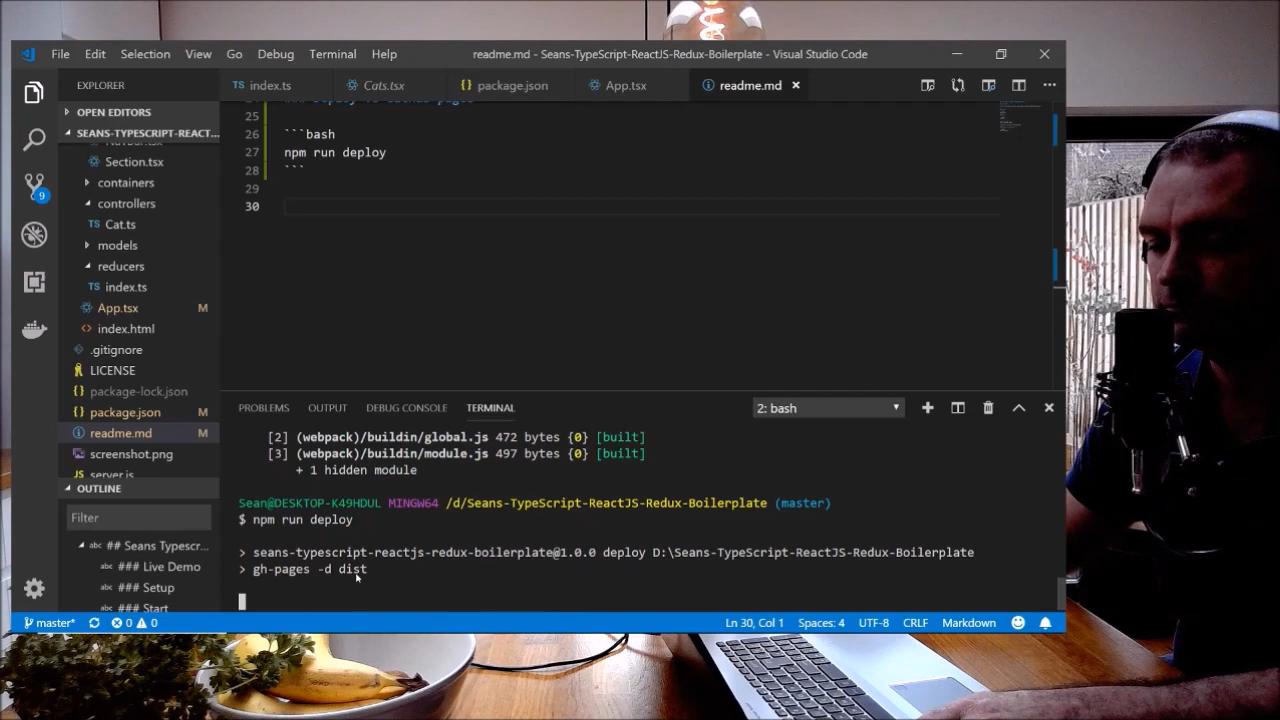 File Edit Selection View Go Debug Terminal Help
readme.md - Seans-TypeScript-ReactJS-Redux-Boilerplate - Visual Studio Code
EXPLORER
index.ts
Cats.tsx
package.json
App.tsx
readme.md
OPEN EDITORS
SEANS-TYPESCRIPT-REACT...
Section.tsx
containers
controllers
Cat.ts
models
reducers
index.ts
App.tsx M
index.html
.gitignore
LICENSE
package-lock.json
package.json M
readme.md M
screenshot.png
server.js
OUTLINE
Filter
## Seans Typescr...
### Live Demo
### Setup
### Start
25
26 ```bash
27 npm run deploy
28 ```
29
30
PROBLEMS OUTPUT DEBUG CONSOLE TERMINAL
2: bash
[2] (webpack)/buildin/global.js 472 bytes {0} [built]
[3] (webpack)/buildin/module.js 497 bytes {0} [built]
+ 1 hidden module
Sean@DESKTOP-K49HDUL MINGW64 /d/Seans-TypeScript-ReactJS-Redux-Boilerplate (master)
$ npm run deploy
> seans-typescript-reactjs-redux-boilerplate@1.0.0 deploy D:\Seans-TypeScript-ReactJS-Redux-Boilerplate
> gh-pages -d dist
9
master* 0 0
Ln 30, Col 1 Spaces: 4 UTF-8 CRLF Markdown